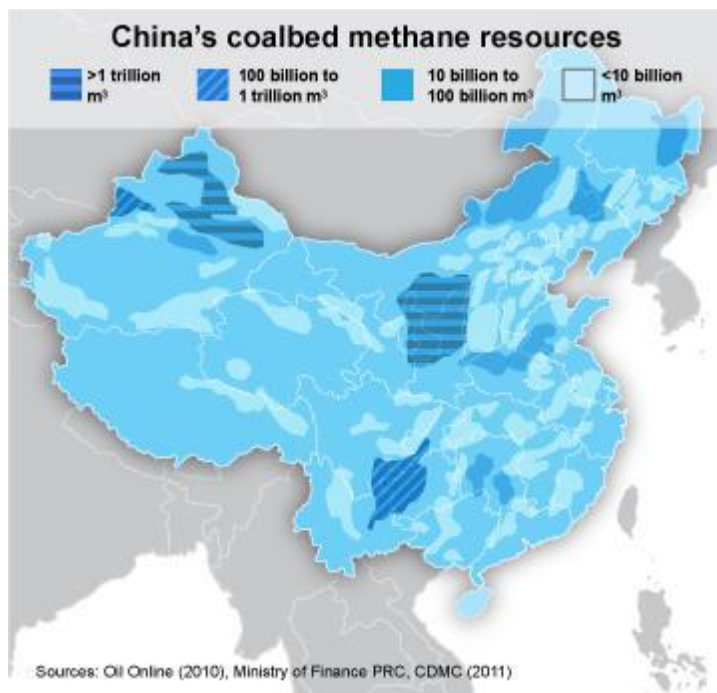 China's coalbed methane resources
>1 trillion m³
100 billion to 1 trillion m³
10 billion to 100 billion m³
<10 billion m³
Sources: Oil Online (2010), Ministry of Finance PRC, CDMC (2011)